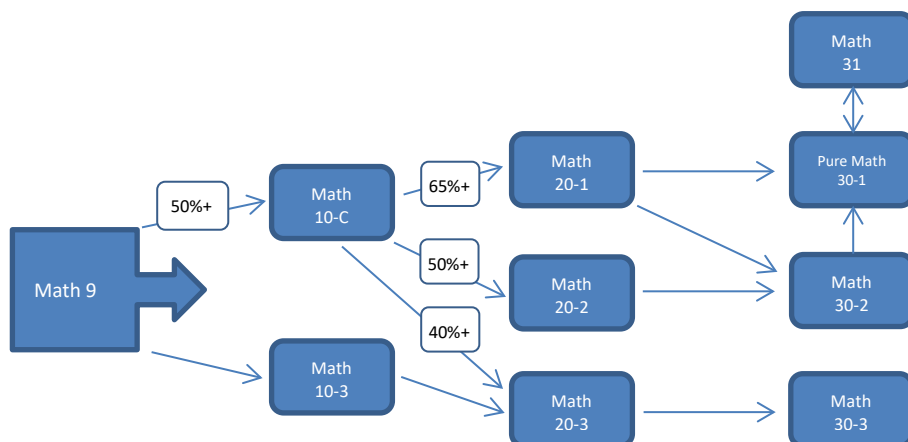 Math
31
Math
20-1
Pure Math
30-1
65%+
Math
10-C
50%+
Math 9
50%+
Math
20-2
Math
30-2
40%+
Math
10-3
Math
20-3
Math
30-3